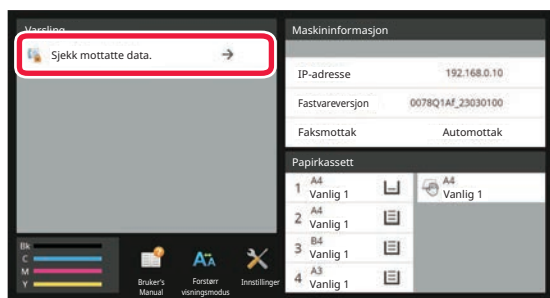 Varsling
Sjekk mottatte data.
Maskininformasjon
IP-adresse 192.168.0.10
Fastvareversjon 0078Q1Af_23030100
Faksmottak Automottak
Papirkassett
1 A4 Vanlig 1
A4 Vanlig 1
2 A4 Vanlig 1
3 B4 Vanlig 1
4 A3 Vanlig 1
Bk
C
M
Y
Bruker's Manual
Forstørr visningsmodus
Innstillinger